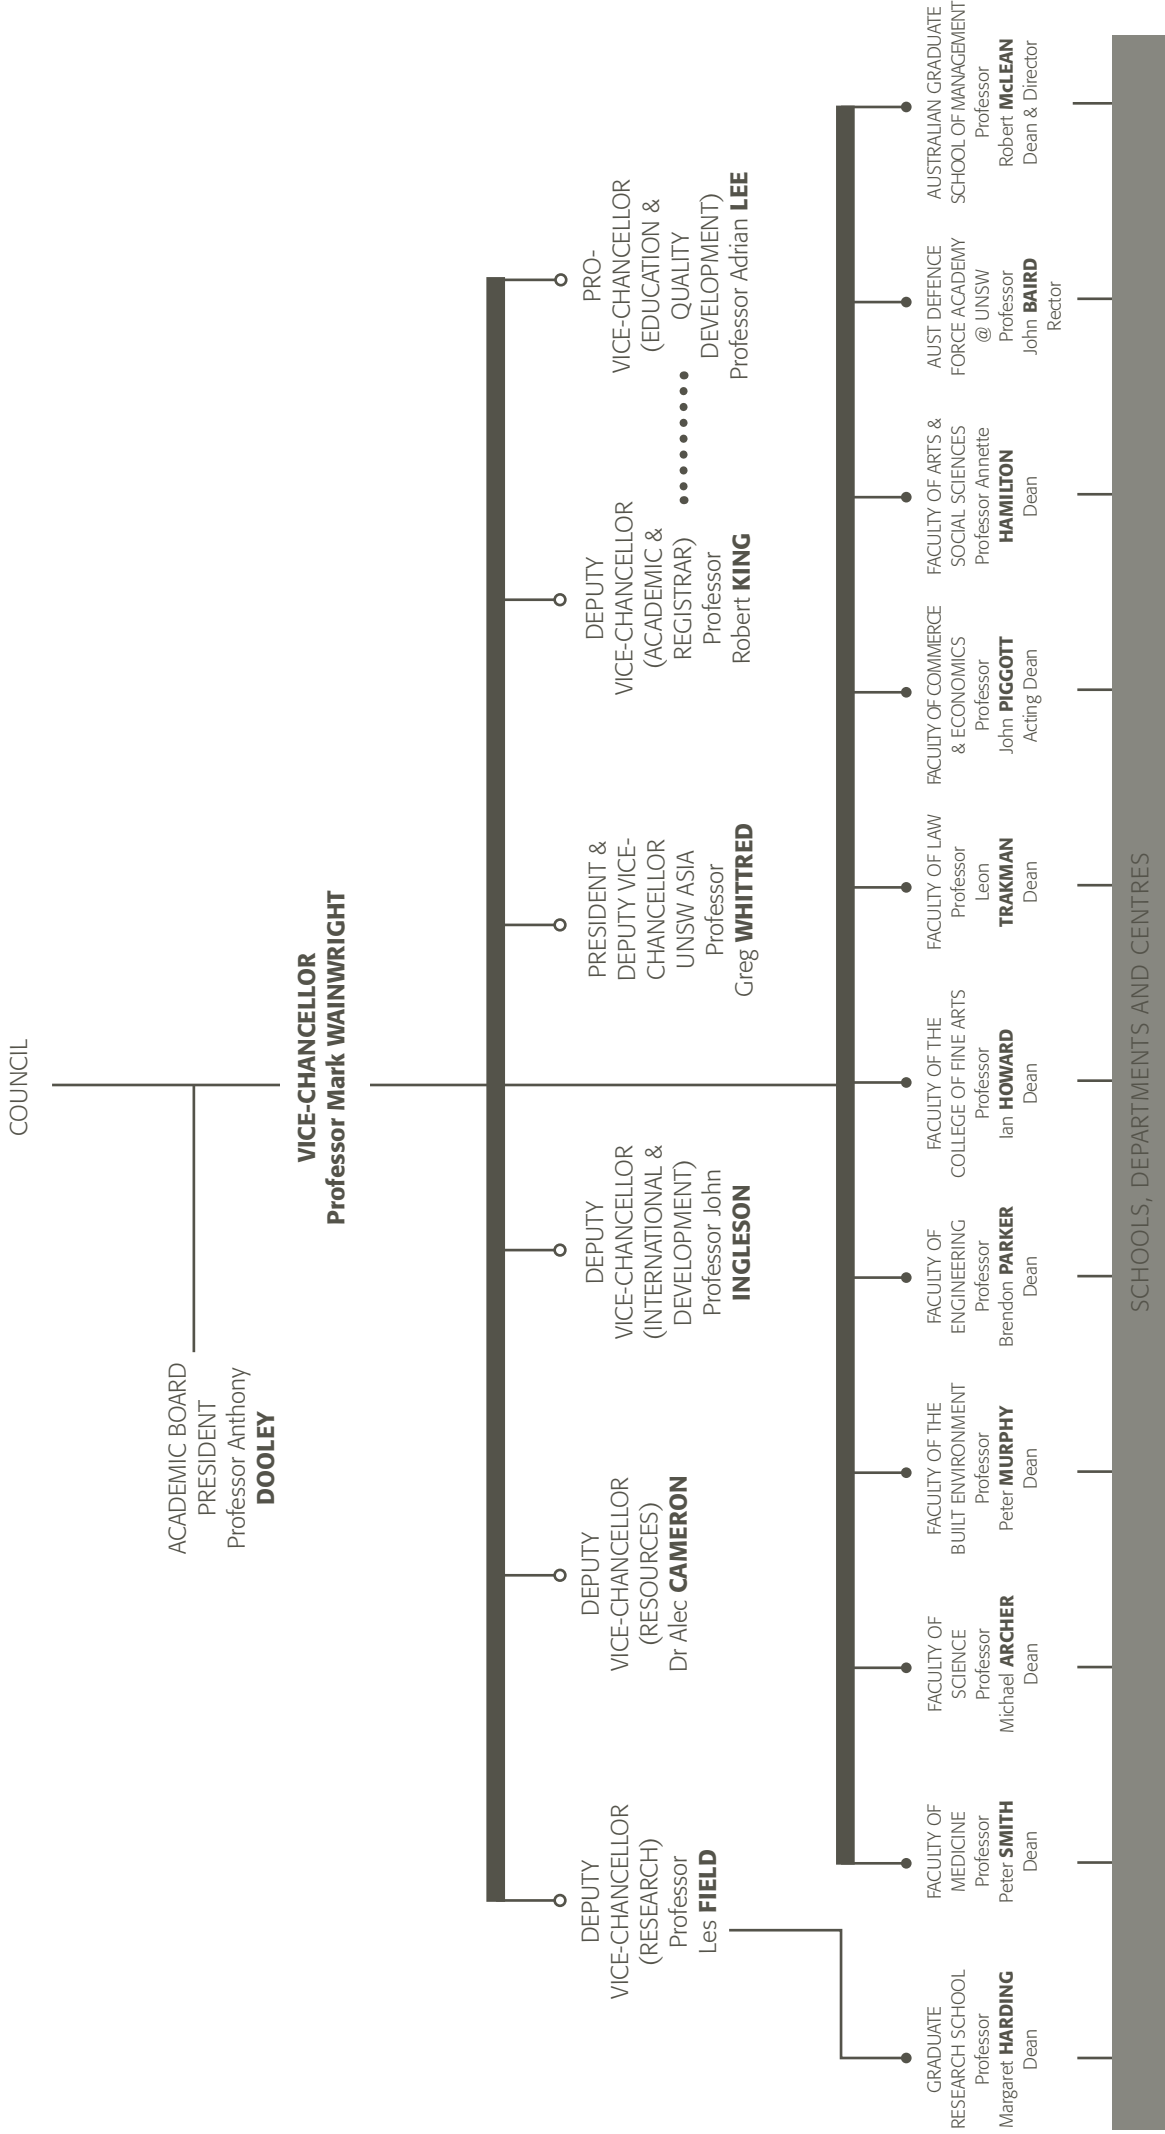 COUNCIL
ACADEMIC BOARD
PRESIDENT
Professor Anthony
DOOLEY
VICE-CHANCELLOR
Professor Mark WAINWRIGHT
DEPUTY
VICE-CHANCELLOR
(RESEARCH)
Professor
Les FIELD
DEPUTY
VICE-CHANCELLOR
(RESOURCES)
Dr Alec CAMERON
DEPUTY
VICE-CHANCELLOR
(INTERNATIONAL &
DEVELOPMENT)
Professor John
INGLESON
PRESIDENT &
DEPUTY VICE-
CHANCELLOR
UNSW ASIA
Professor
Greg WHITTRED
DEPUTY
VICE-CHANCELLOR
(ACADEMIC &
REGISTRAR)
Professor
Robert KING
PRO-
VICE-CHANCELLOR
(EDUCATION &
QUALITY
DEVELOPMENT)
Professor Adrian LEE
GRADUATE
RESEARCH SCHOOL
Professor
Margaret HARDING
Dean
FACULTY OF
MEDICINE
Professor
Peter SMITH
Dean
FACULTY OF
SCIENCE
Professor
Michael ARCHER
Dean
FACULTY OF THE
BUILT ENVIRONMENT
Professor
Peter MURPHY
Dean
FACULTY OF
ENGINEERING
Professor
Brendon PARKER
Dean
FACULTY OF THE
COLLEGE OF FINE ARTS
Professor
Ian HOWARD
Dean
FACULTY OF LAW
Professor
Leon
TRAKMAN
Dean
FACULTY OF COMMERCE
& ECONOMICS
Professor
John PIGGOTT
Acting Dean
FACULTY OF ARTS &
SOCIAL SCIENCES
Professor Annette
HAMILTON
Dean
AUST DEFENCE
FORCE ACADEMY
@ UNSW
Professor
John BAIRD
Rector
AUSTRALIAN GRADUATE
SCHOOL OF MANAGEMENT
Professor
Robert McLEAN
Dean & Director
SCHOOLS, DEPARTMENTS AND CENTRES